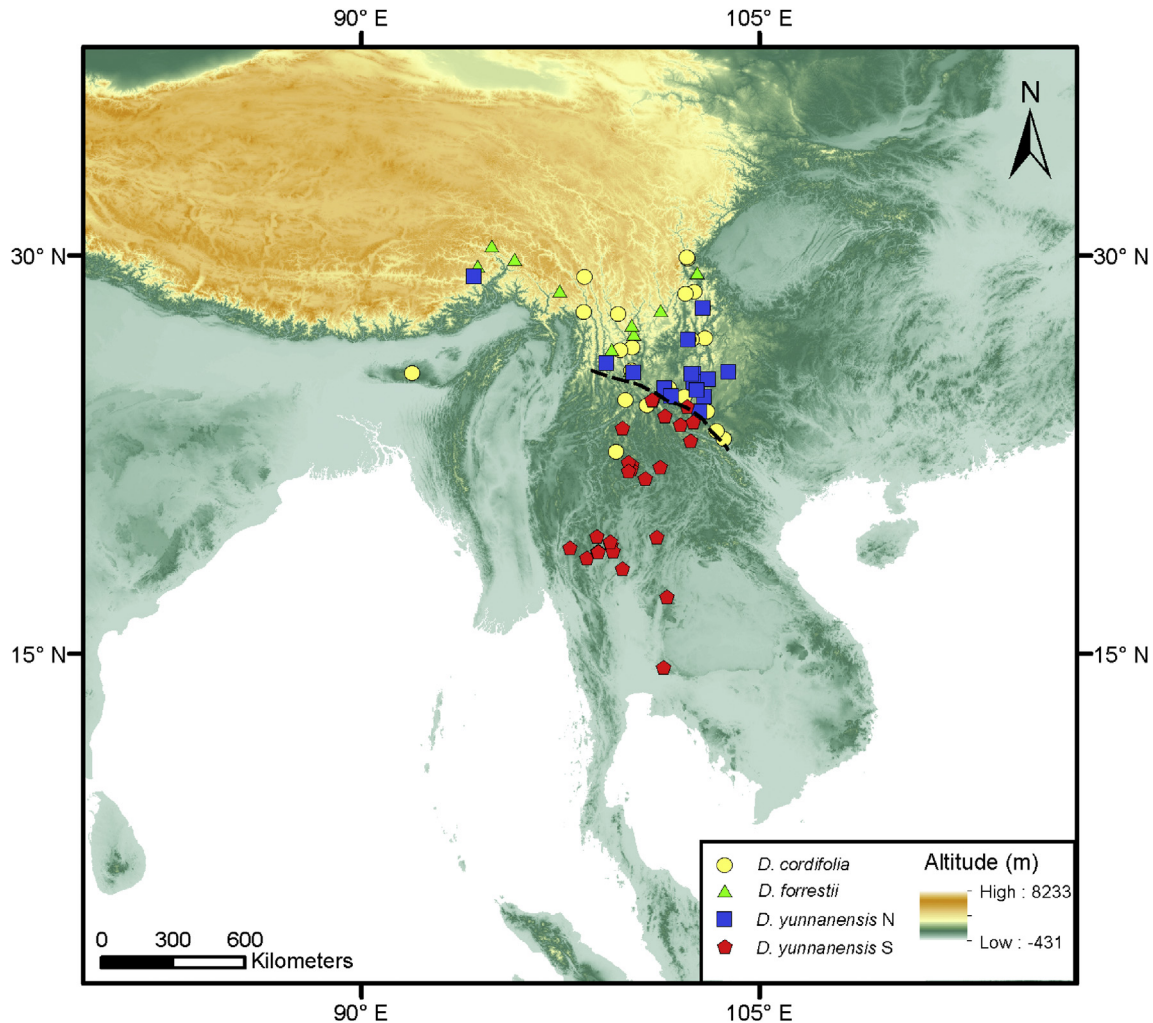 90° E 105° E
N
30° N 30° N
15° N 15° N
D. cordifolia
D. forrestii
D. yunnanensis N
D. yunnanensis S
Altitude (m)
High : 8233
Low : -431
0 300 600
Kilometers
90° E 105° E